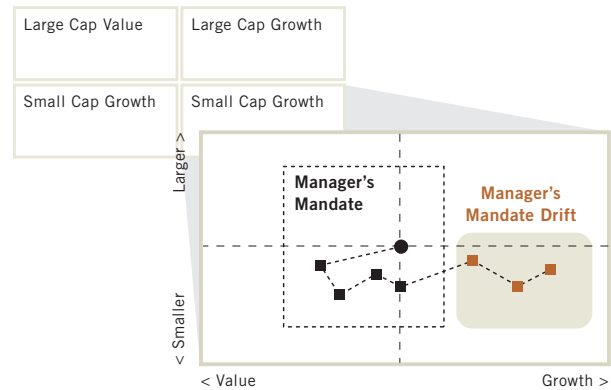 Large Cap Value
Large Cap Growth
Small Cap Growth
Small Cap Growth
Larger >
< Smaller
Manager's
Mandate
Manager's
Mandate Drift
< Value
Growth >